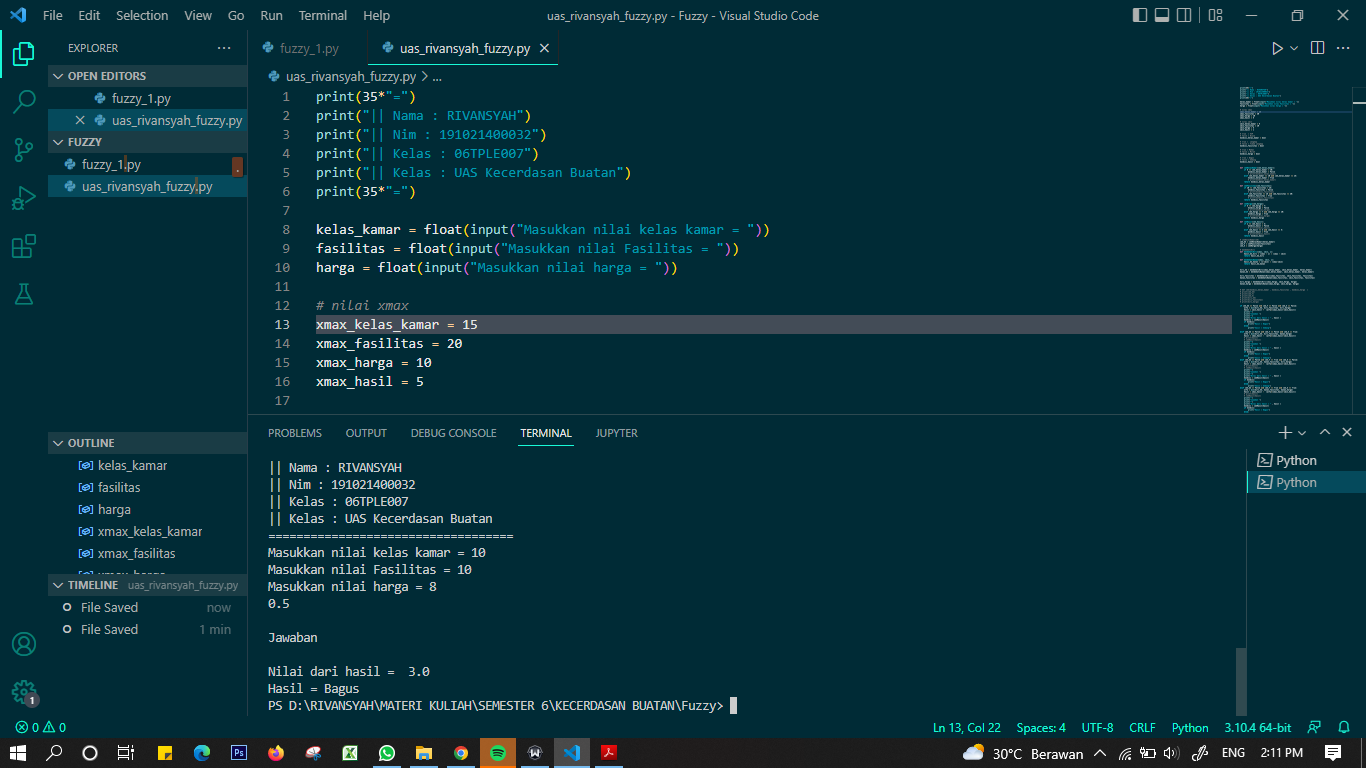 File Edit Selection View Go Run Terminal Help uas_rivansyah_fuzzy.py - Fuzzy - Visual Studio Code
EXPLORER
OPEN EDITORS
fuzzy_1.py
uas_rivansyah_fuzzy.py
FUZZY
fuzzy_1.py
uas_rivansyah_fuzzy.py
OUTLINE
kelas_kamar
fasilitas
harga
xmax_kelas_kamar
xmax_fasilitas
TIMELINE uas_rivansyah_fuzzy.py
File Saved now
File Saved 1 min
1
fuzzy_1.py uas_rivansyah_fuzzy.py
uas_rivansyah_fuzzy.py > ...
1 print(35*"=")
2 print("|| Nama : RIVANSYAH")
3 print("|| Nim : 191021400032")
4 print("|| Kelas : 06TPLE007")
5 print("|| Kelas : UAS Kecerdasan Buatan")
6 print(35*"=")
7
8 kelas_kamar = float(input("Masukkan nilai kelas kamar = "))
9 fasilitas = float(input("Masukkan nilai Fasilitas = "))
10 harga = float(input("Masukkan nilai harga = "))
11
12 # nilai xmax
13 xmax_kelas_kamar = 15
14 xmax_fasilitas = 20
15 xmax_harga = 10
16 xmax_hasil = 5
17
PROBLEMS OUTPUT DEBUG CONSOLE TERMINAL JUPYTER
|| Nama : RIVANSYAH
|| Nim : 191021400032
|| Kelas : 06TPLE007
|| Kelas : UAS Kecerdasan Buatan
===================================
Masukkan nilai kelas kamar = 10
Masukkan nilai Fasilitas = 10
Masukkan nilai harga = 8
0.5
Jawaban
Nilai dari hasil =  3.0
Hasil = Bagus
PS D:\RIVANSYAH\MATERI KULIAH\SEMESTER 6\KECERDASAN BUATAN\Fuzzy>
Python
Python
0 0 Ln 13, Col 22 Spaces: 4 UTF-8 CRLF Python 3.10.4 64-bit
30°C Berawan ENG 2:11 PM